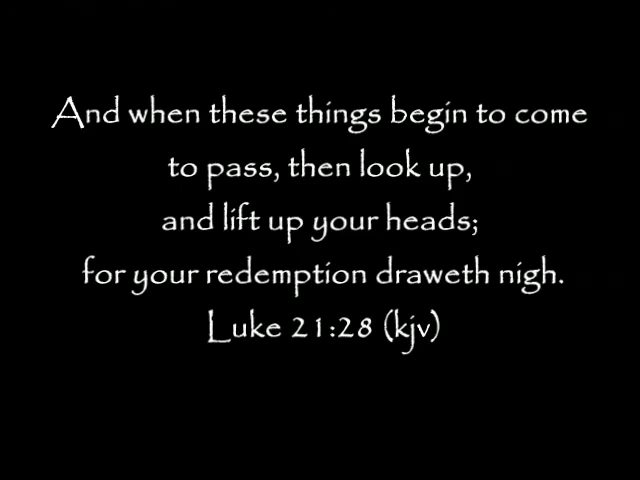 And when these things begin to come
to pass, then look up,
and lift up your heads;
for your redemption draweth nigh.
Luke 21:28 (kjv)